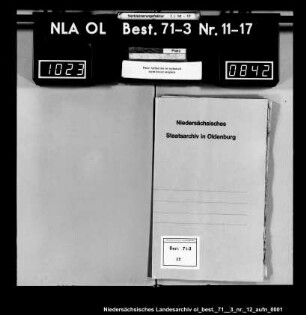 NLA OL Best. 71-3 Nr. 11-17
1023
0842
Niedersächsisches
Staatsarchiv in Oldenburg
Best. 71-3
Niedersächsisches Landesarchiv ol_best._71__3_nr._12_aufn_0001